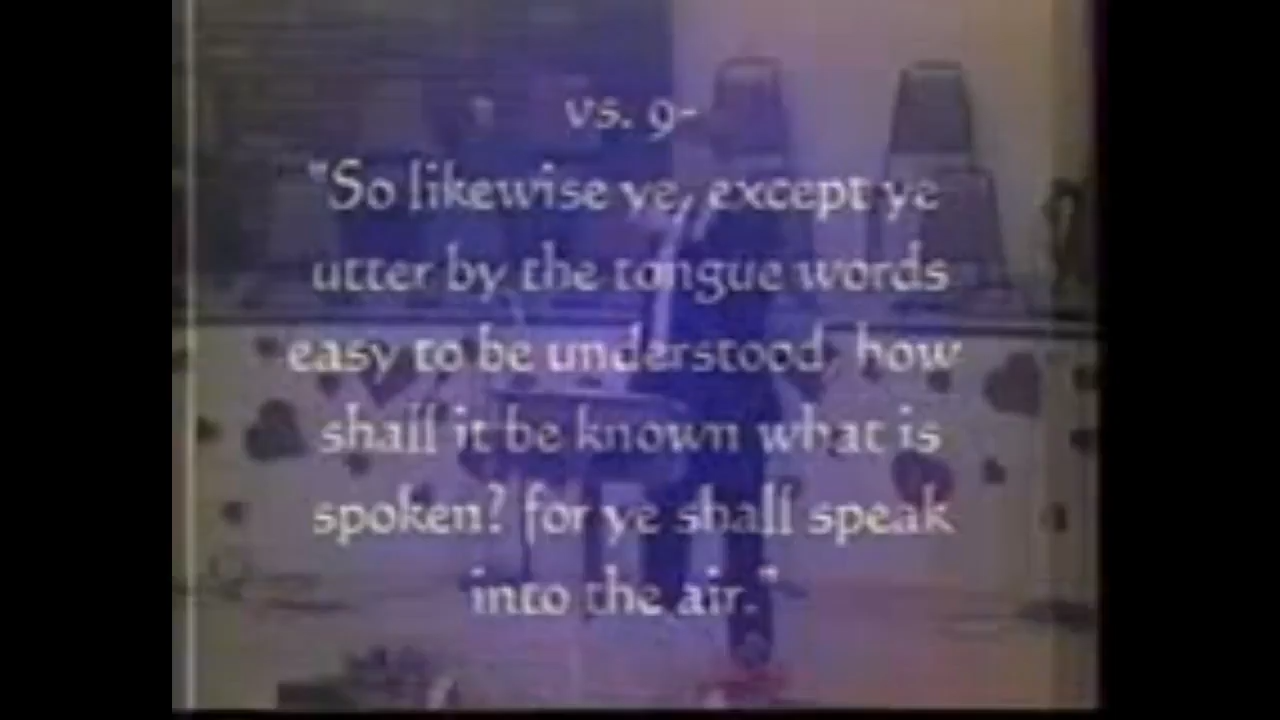 vs. 9-
"So likewise ye, except ye
utter by the tongue words
easy to be understood, how
shall it be known what is
spoken? for ye shall speak
into the air."